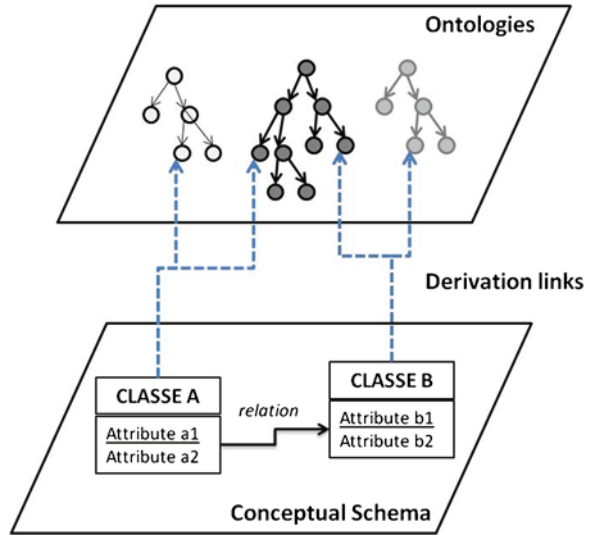 Ontologies
Derivation links
CLASSE A
Attribute a1
Attribute a2
relation
CLASSE B
Attribute b1
Attribute b2
Conceptual Schema